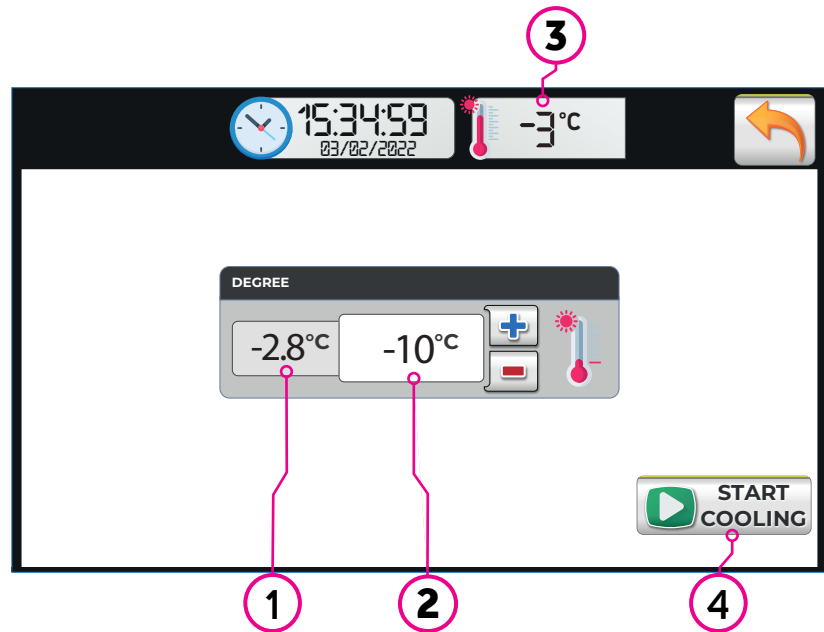 3
15:34:59
03/02/2022
-3°C
DEGREE
-2.8°C
-10°C
START
COOLING
1
2
4